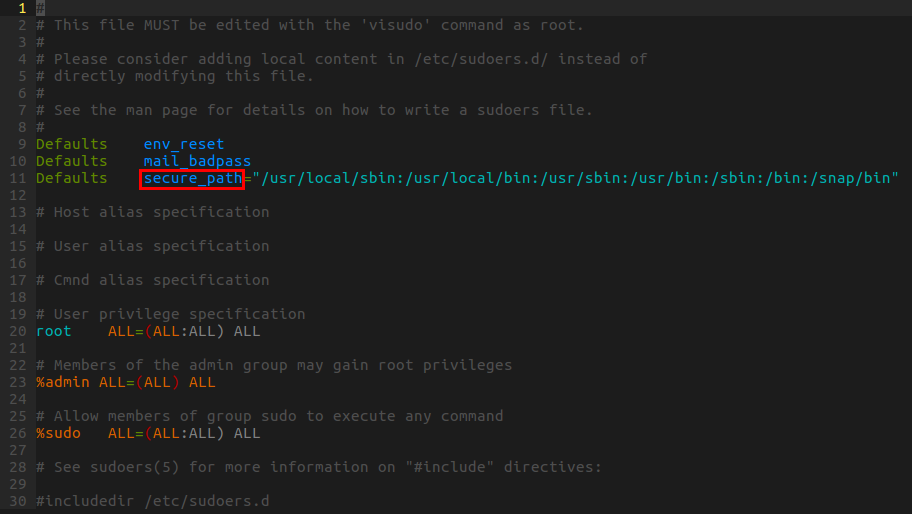 1 #
2 # This file MUST be edited with the 'visudo' command as root.
3 #
4 # Please consider adding local content in /etc/sudoers.d/ instead of
5 # directly modifying this file.
6 #
7 # See the man page for details on how to write a sudoers file.
8 #
9 Defaults    env_reset
10 Defaults    mail_badpass
11 Defaults    secure_path="/usr/local/sbin:/usr/local/bin:/usr/sbin:/usr/bin:/sbin:/bin:/snap/bin"
12
13 # Host alias specification
14
15 # User alias specification
16
17 # Cmnd alias specification
18
19 # User privilege specification
20 root    ALL=(ALL:ALL) ALL
21
22 # Members of the admin group may gain root privileges
23 %admin ALL=(ALL) ALL
24
25 # Allow members of group sudo to execute any command
26 %sudo   ALL=(ALL:ALL) ALL
27
28 # See sudoers(5) for more information on "#include" directives:
29
30 #includedir /etc/sudoers.d